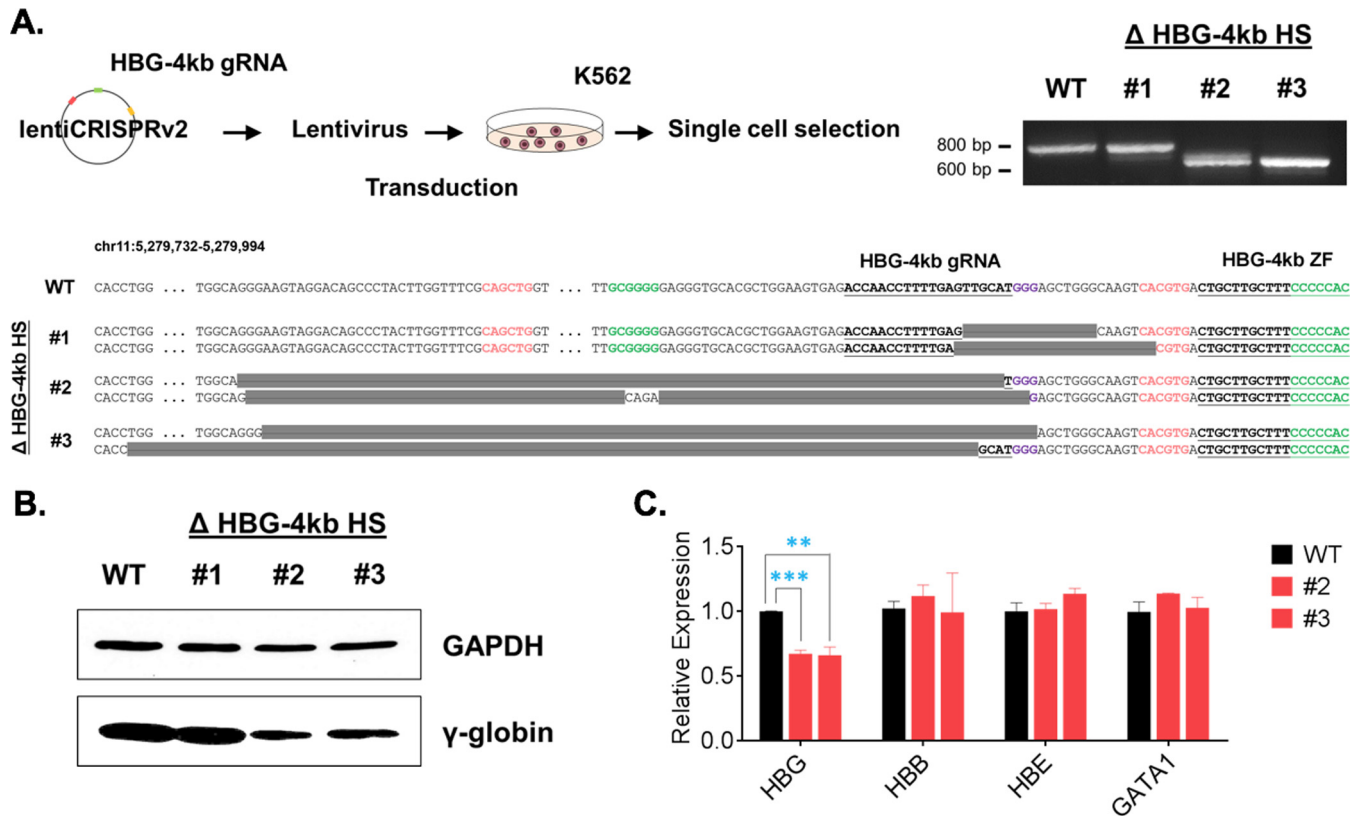 A.
HBG-4kb gRNA
lentiCRISPRv2
Lentivirus
Transduction
K562
Single cell selection
Δ HBG-4kb HS
WT #1 #2 #3
800 bp
600 bp
chr11:5,279,732-5,279,994
HBG-4kb gRNA HBG-4kb ZF
WT CACCTGG ... TGGCAGGGAAGTAGGACAGCCCTACTTGGTTTCGCAGCTGGT ... TTGCGGGGGAGGGTGCACGCTGGAAGTGAGACCAACCTTTTGAGTTGCATGGGAGCTGGGCAAGTCACGTGACTGCTTGCTTTCCCCCAC
Δ HBG-4kb HS
#1 CACCTGG ... TGGCAGGGAAGTAGGACAGCCCTACTTGGTTTCGCAGCTGGT ... TTGCGGGGGAGGGTGCACGCTGGAAGTGAGACCAACCTTTTGAG CAAGTCACGTGACTGCTTGCTTTCCCCCAC
CACCTGG ... TGGCAGGGAAGTAGGACAGCCCTACTTGGTTTCGCAGCTGGT ... TTGCGGGGGAGGGTGCACGCTGGAAGTGAGACCAACCTTTTGA CGTGACTGCTTGCTTTCCCCCAC
#2 CACCTGG ... TGGCA TGGGAGCTGGGCAAGTCACGTGACTGCTTGCTTTCCCCCAC
CACCTGG ... TGGCAG CAGA GAGCTGGGCAAGTCACGTGACTGCTTGCTTTCCCCCAC
#3 CACCTGG ... TGGCAGGG AGCTGGGCAAGTCACGTGACTGCTTGCTTTCCCCCAC
CACC GCATGGGAGCTGGGCAAGTCACGTGACTGCTTGCTTTCCCCCAC
B.
Δ HBG-4kb HS
WT #1 #2 #3
GAPDH
γ-globin
C.
Relative Expression
1.5
1.0
0.5
0.0
** 
***
HBG HBB HBE GATA1
WT
#2
#3